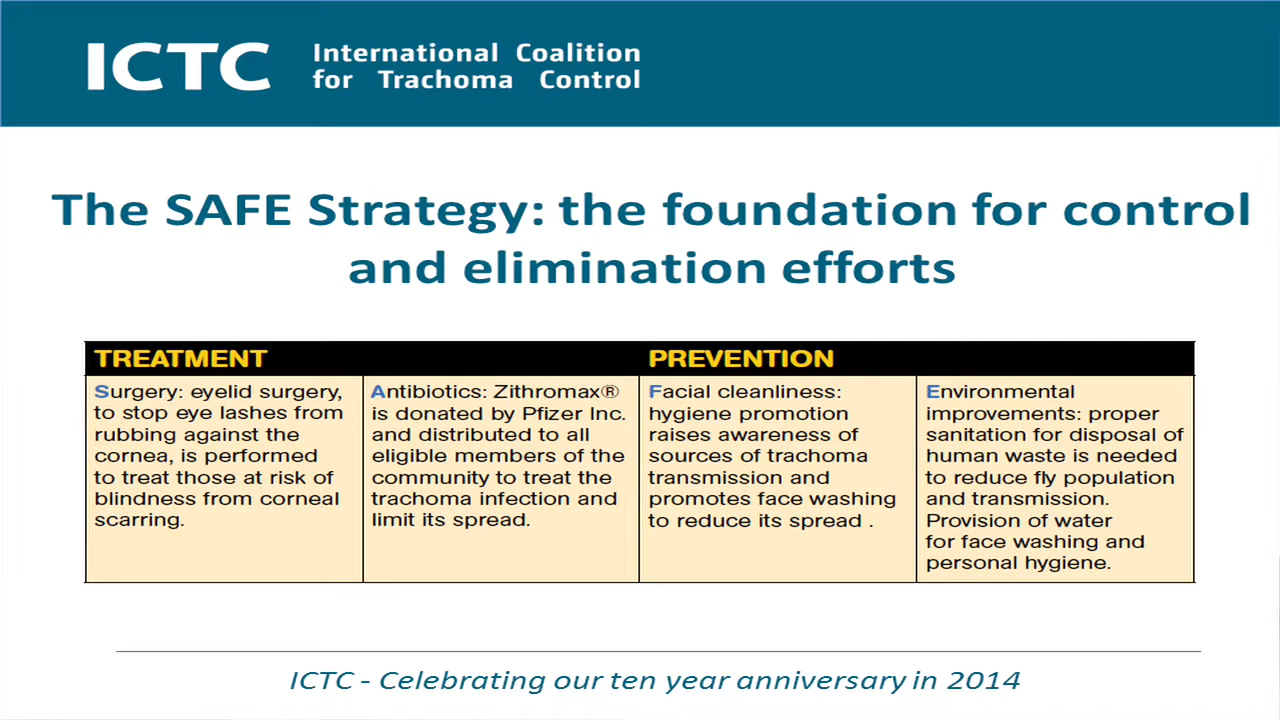 ICTC
International Coalition
for Trachoma Control
The SAFE Strategy: the foundation for control
and elimination efforts
TREATMENT
PREVENTION
Surgery: eyelid surgery,
to stop eye lashes from
rubbing against the
cornea, is performed
to treat those at risk of
blindness from corneal
scarring.
Antibiotics: Zithromax®
is donated by Pfizer Inc.
and distributed to all
eligible members of the
community to treat the
trachoma infection and
limit its spread.
Facial cleanliness:
hygiene promotion
raises awareness of
sources of trachoma
transmission and
promotes face washing
to reduce its spread .
Environmental
improvements: proper
sanitation for disposal of
human waste is needed
to reduce fly population
and transmission.
Provision of water
for face washing and
personal hygiene.
ICTC - Celebrating our ten year anniversary in 2014